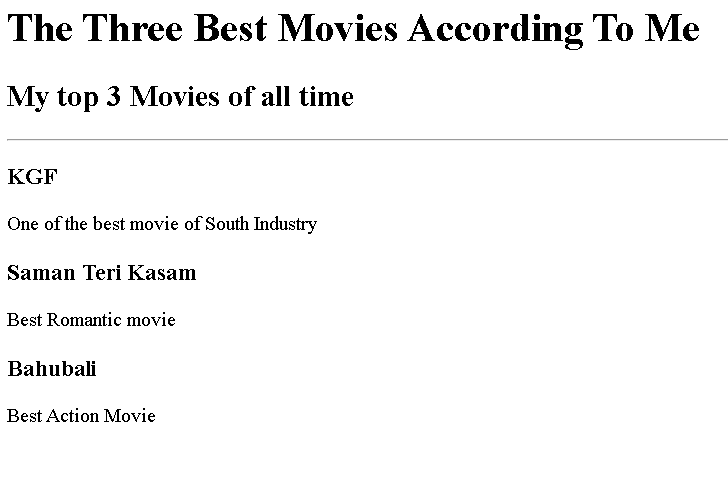 The Three Best Movies According To Me
My top 3 Movies of all time
KGF
One of the best movie of South Industry
Saman Teri Kasam
Best Romantic movie
Bahubali
Best Action Movie